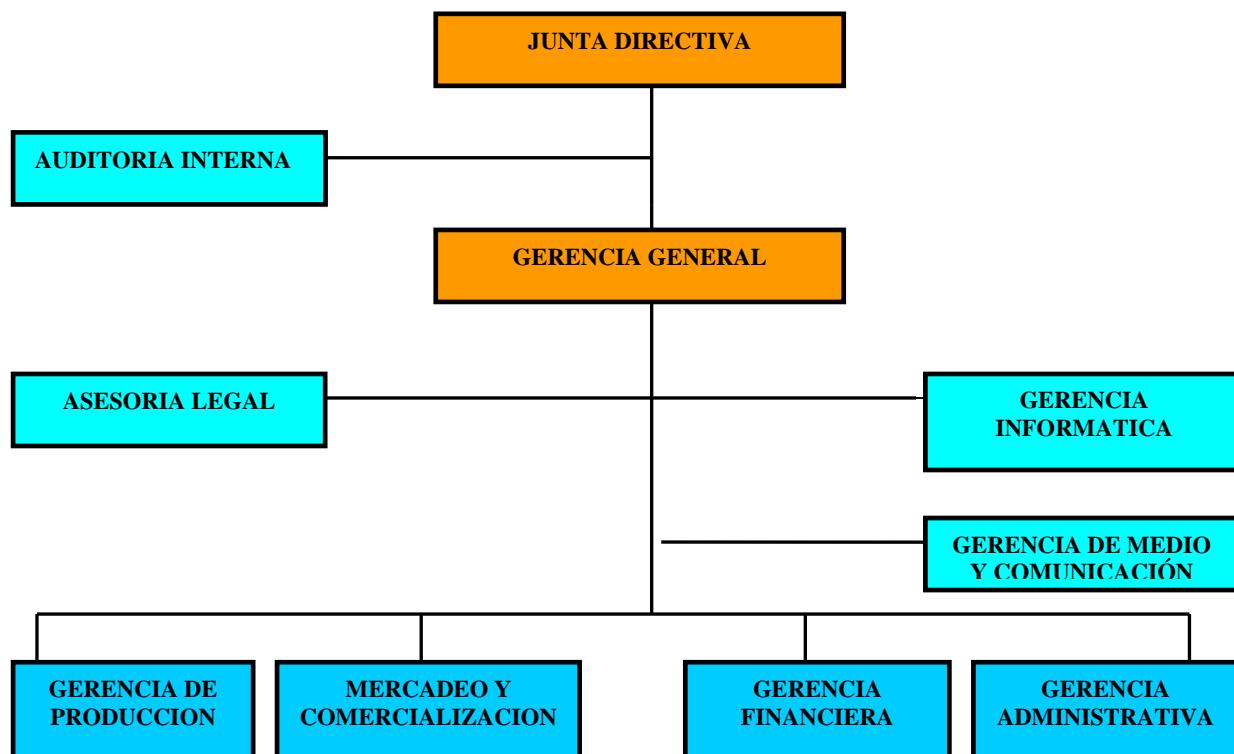 JUNTA DIRECTIVA
AUDITORIA INTERNA
GERENCIA GENERAL
ASESORIA LEGAL
GERENCIA
INFORMATICA
GERENCIA DE MEDIO
Y COMUNICACIÓN
GERENCIA DE
PRODUCCION
MERCADEO Y
COMERCIALIZACION
GERENCIA
FINANCIERA
GERENCIA
ADMINISTRATIVA